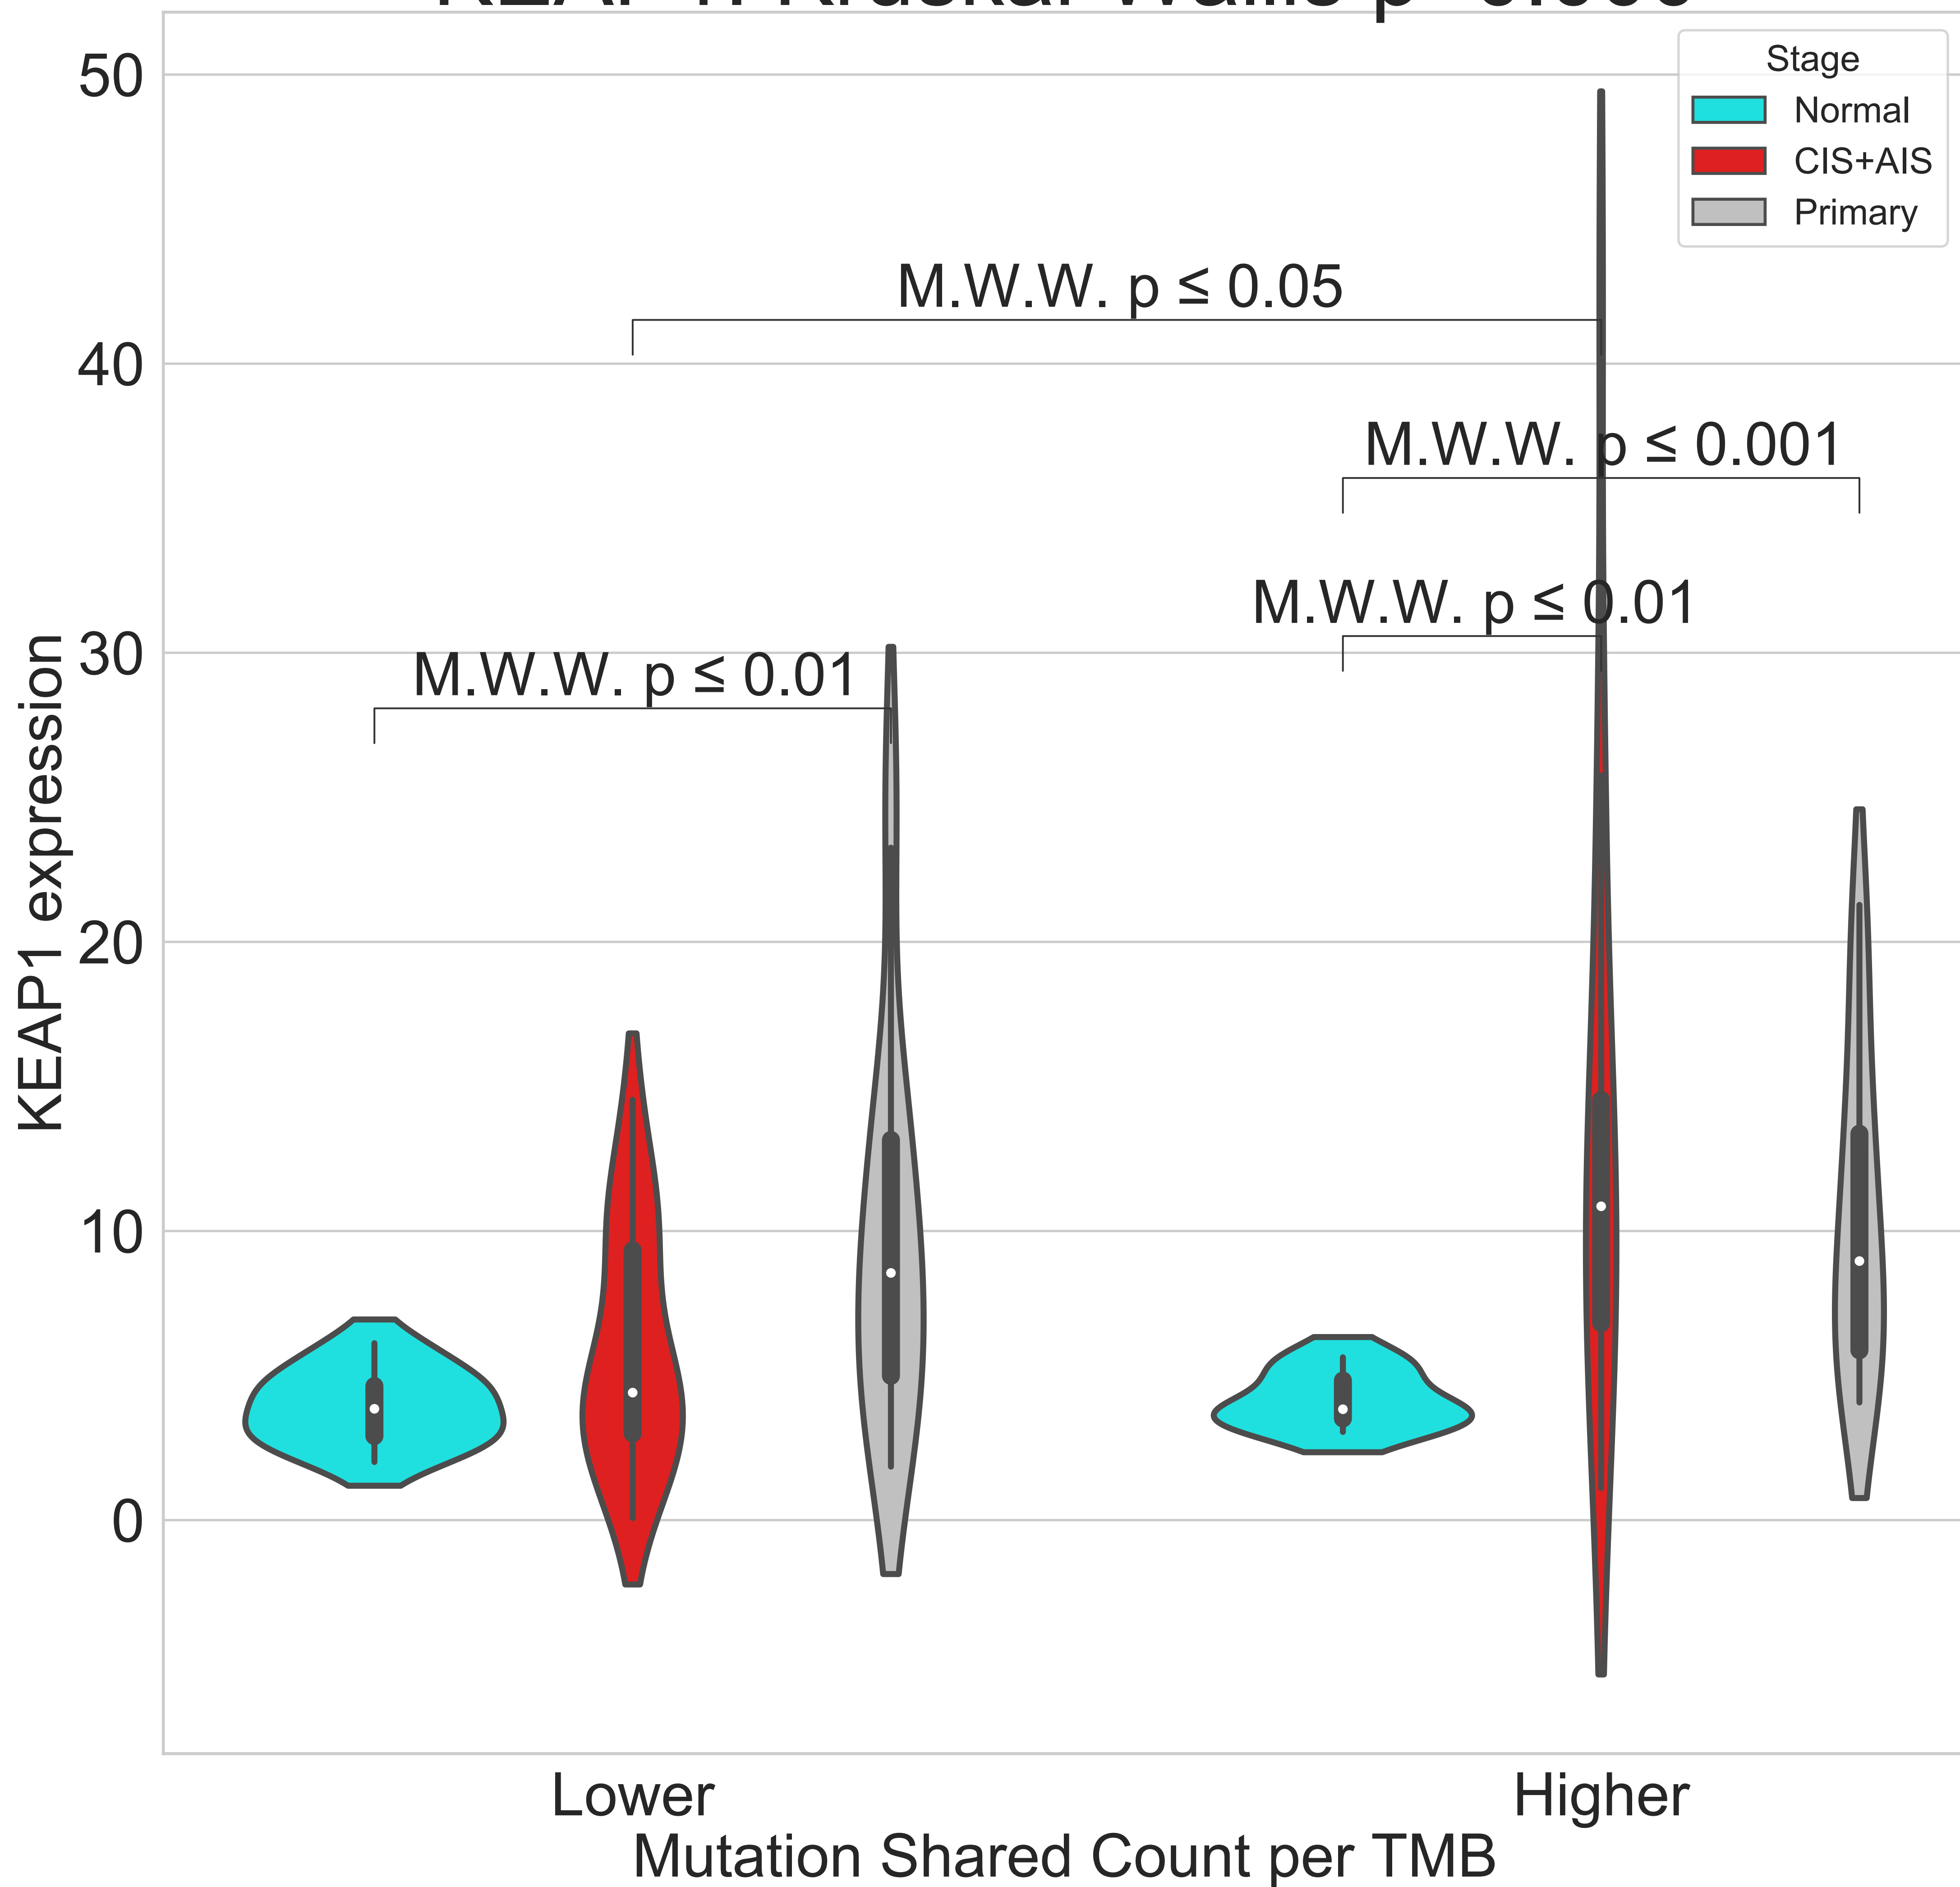 50
40
30
20
10
0
KEAP1 expression
Stage
Normal
CIS+AIS
Primary
M.W.W. p ≤ 0.05
M.W.W. p ≤ 0.001
M.W.W. p ≤ 0.01
M.W.W. p ≤ 0.01
Lower
Higher
Mutation Shared Count per TMB